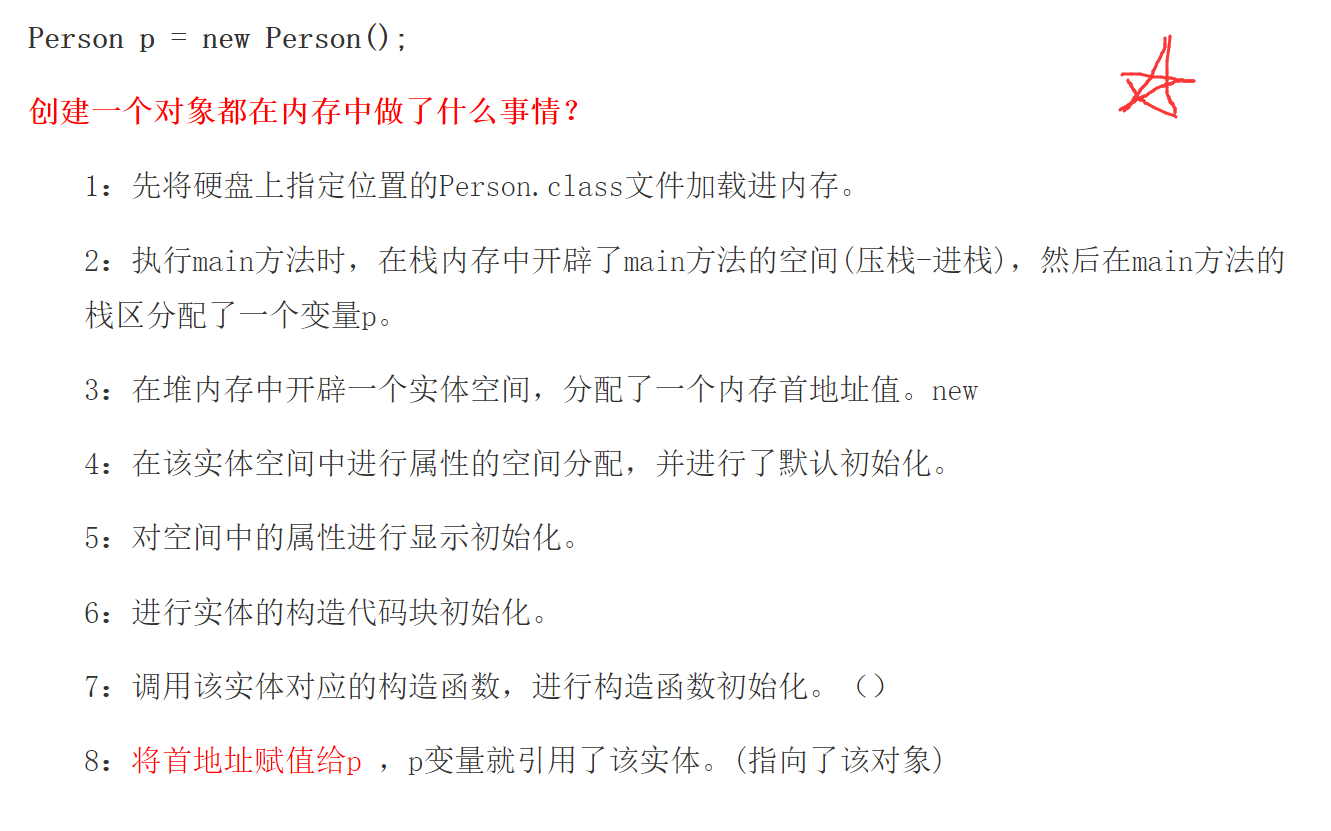 Person p = new Person();
创建一个对象都在内存中做了什么事情？
1：先将硬盘上指定位置的Person.class文件加载进内存。
2：执行main方法时，在栈内存中开辟了main方法的空间(压栈-进栈)，然后在main方法的
栈区分配了一个变量p。
3：在堆内存中开辟一个实体空间，分配了一个内存首地址值。new
4：在该实体空间中进行属性的空间分配，并进行了默认初始化。
5：对空间中的属性进行显示初始化。
6：进行实体的构造代码块初始化。
7：调用该实体对应的构造函数，进行构造函数初始化。（）
8：将首地址赋值给p ，p变量就引用了该实体。(指向了该对象)